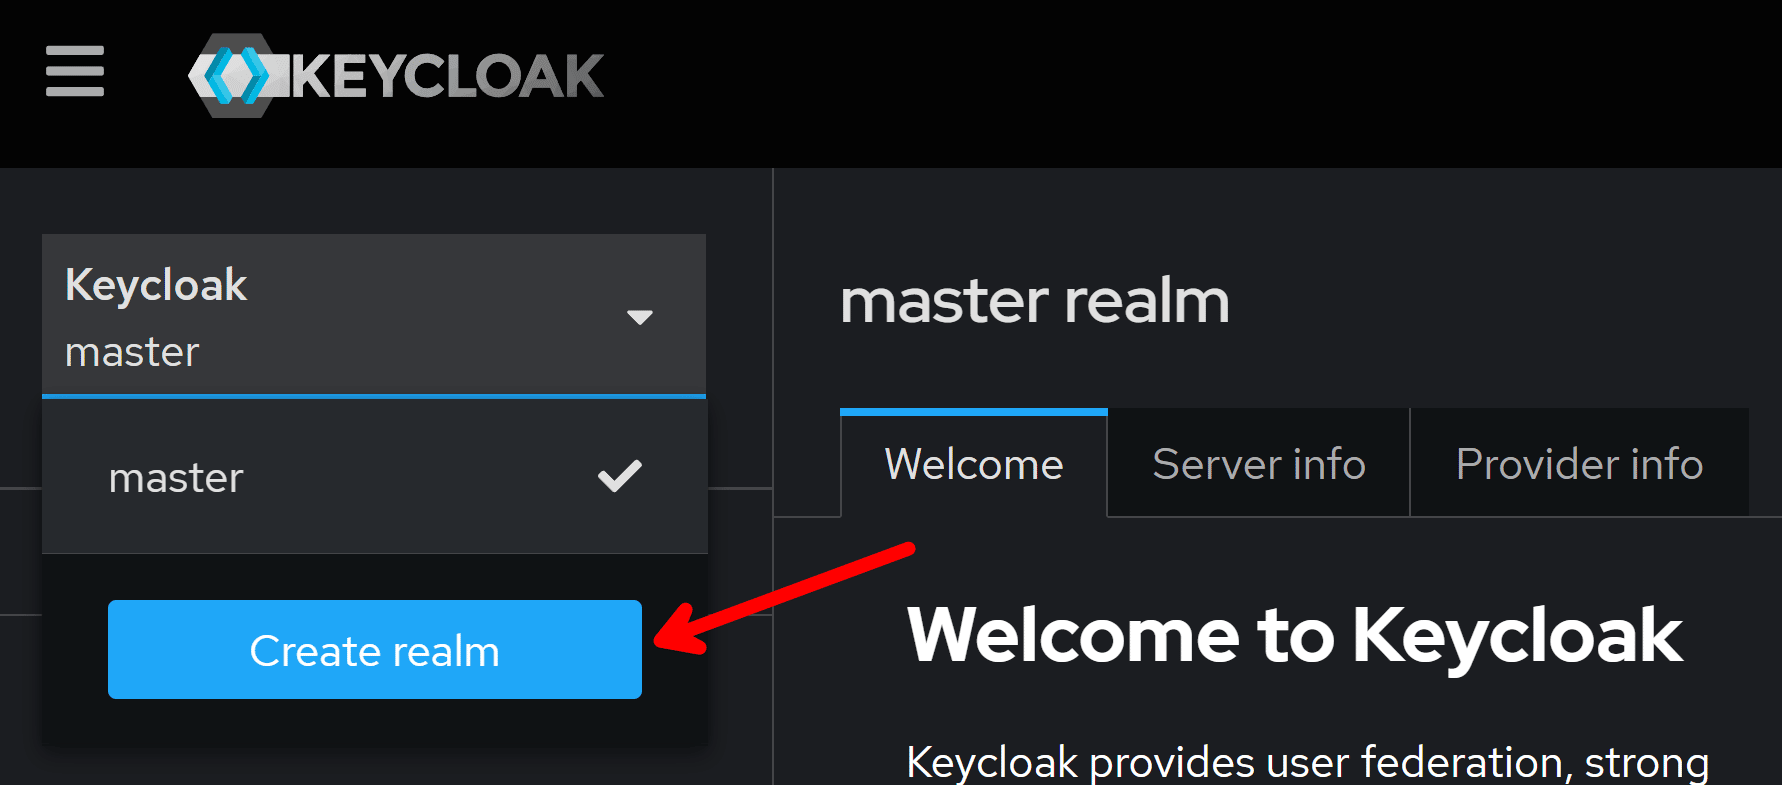 KEYCLOAK
Keycloak
master
master
Create realm
master realm
Welcome
Server info
Provider info
Welcome to Keycloak
Keycloak provides user federation, strong